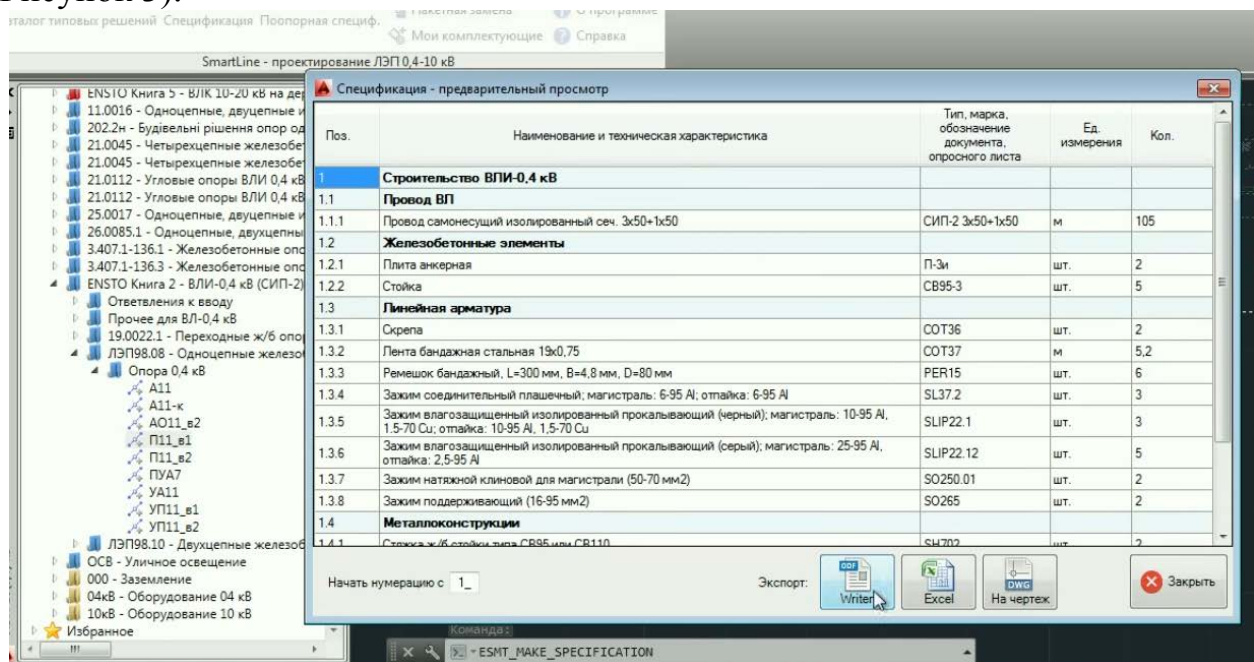 Рисунок 3).
Каталог типовых решений Спецификация Поопорная специф.
Пакетная замена
О программе
Мои комплектующие
Справка
SmartLine - проектирование ЛЭП 0,4-10 кВ
ENSTO Книга 5 - ВЛК 10-20 кВ на дер
11.0016 - Одноцепные, двуцепные и
202.2н - Будівельні рішення опор од
21.0045 - Четырехцепные железобе
21.0045 - Четырехцепные железобе
21.0112 - Угловые опоры ВЛИ 0,4 кВ
21.0112 - Угловые опоры ВЛИ 0,4 кВ
25.0017 - Одноцепные, двуцепные и
26.0085.1 - Одноцепные, двухцепны
3.407.1-136.1 - Железобетонные опо
3.407.1-136.3 - Железобетонные опо
ENSTO Книга 2 - ВЛИ-0,4 кВ (СИП-2)
Ответвления к вводу
Прочее для ВЛ-0,4 кВ
19.0022.1 - Переходные ж/б опор
ЛЭП98.08 - Одноцепные железо
Опора 0,4 кВ
А11
А11-к
АО11_в2
П11_в1
П11_в2
ПУА7
УА11
УП11_в1
УП11_в2
ЛЭП98.10 - Двухцепные железоб
ОСВ - Уличное освещение
000 - Заземление
04кВ - Оборудование 04 кВ
10кВ - Оборудование 10 кВ
Избранное
Спецификация - предварительный просмотр
Поз. Наименование и техническая характеристика Тип, марка, обозначение документа, опросного листа Ед. измерения Кол.
1 Строительство ВЛИ-0,4 кВ
1.1 Провод ВЛ
1.1.1 Провод самонесущий изолированный сеч. 3х50+1х50 СИП-2 3х50+1х50 м 105
1.2 Железобетонные элементы
1.2.1 Плита анкерная П-3и шт. 2
1.2.2 Стойка СВ95-3 шт. 5
1.3 Линейная арматура
1.3.1 Скрепа COT36 шт. 2
1.3.2 Лента бандажная стальная 19х0,75 COT37 м 5,2
1.3.3 Ремешок бандажный, L=300 мм, B=4,8 мм, D=80 мм PER15 шт. 6
1.3.4 Зажим соединительный плашечный; магистраль: 6-95 Al; отпайка: 6-95 Al SL37.2 шт. 3
1.3.5 Зажим влагозащищенный изолированный прокалывающий (черный); магистраль: 10-95 Al, 1.5-70 Cu; отпайка: 10-95 Al, 1,5-70 Cu SLIP22.1 шт. 3
1.3.6 Зажим влагозащищенный изолированный прокалывающий (серый); магистраль: 25-95 Al, отпайка: 2,5-95 Al SLIP22.12 шт. 5
1.3.7 Зажим натяжной клиновой для магистрали (50-70 мм2) SO250.01 шт. 2
1.3.8 Зажим поддерживающий (16-95 мм2) SO265 шт. 2
1.4 Металлоконструкции
1.4.1 Стяжка ж/б стойки типа СВ95 или СВ110 SH702 шт. 2
Начать нумерацию с 1_
Экспорт:
ODF
Writer
Excel
DWG
На чертеж
Закрыть
Команда:
ESMT_MAKE_SPECIFICATION